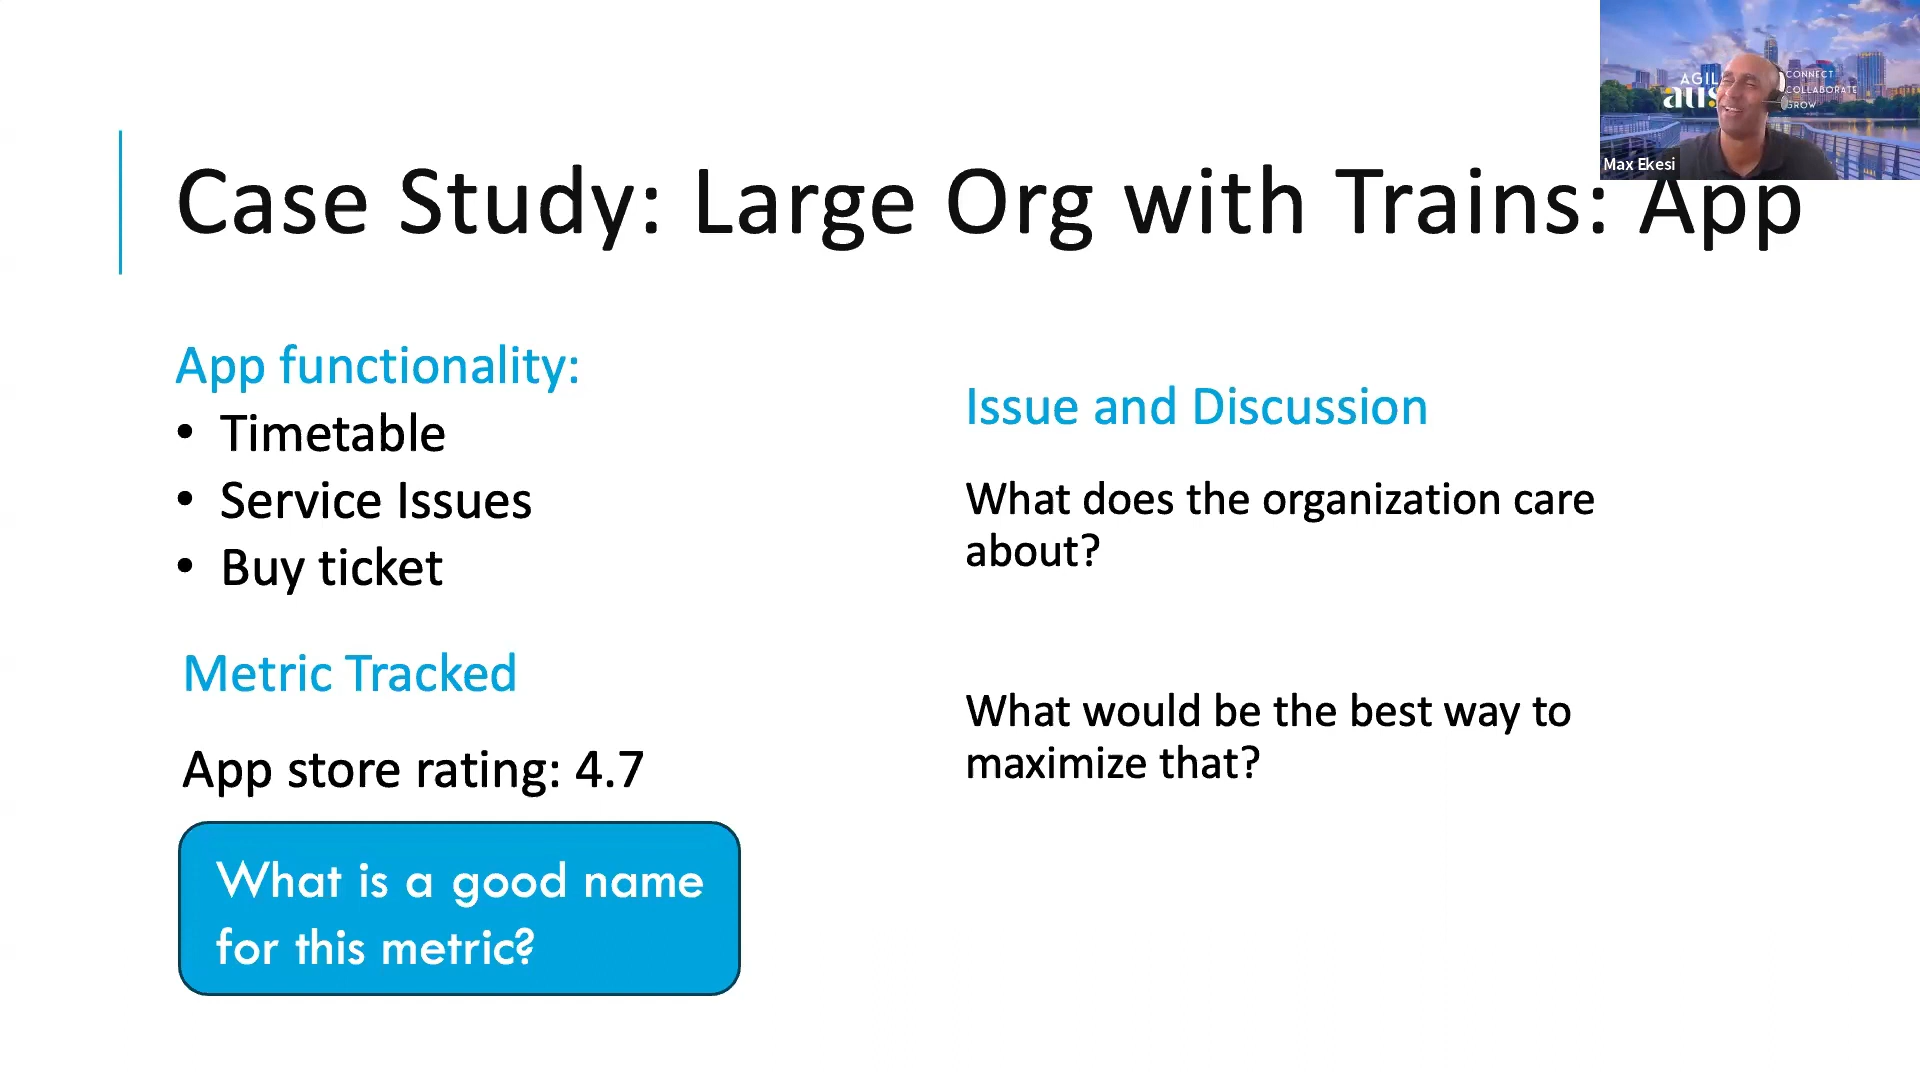 Case Study: Large Org with Trains: App
App functionality:
• Timetable
• Service Issues
• Buy ticket
Metric Tracked
App store rating: 4.7
What is a good name
for this metric?
Issue and Discussion
What does the organization care
about?
What would be the best way to
maximize that?
AGIL
aus
CONNECT
COLLABORATE
GROW
Max Ekesi